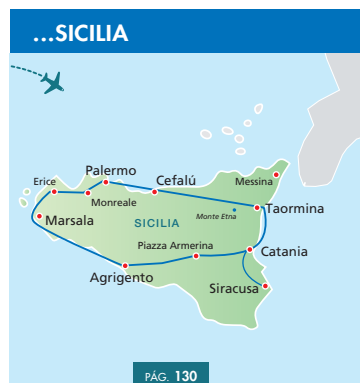 ...SICILIA
Palermo
Erice
Cefalú
Messina
Monreale
Taormina
Marsala
SICILIA
Monte Etna
Piazza Armerina
Catania
Agrigento
Siracusa
PÁG. 130